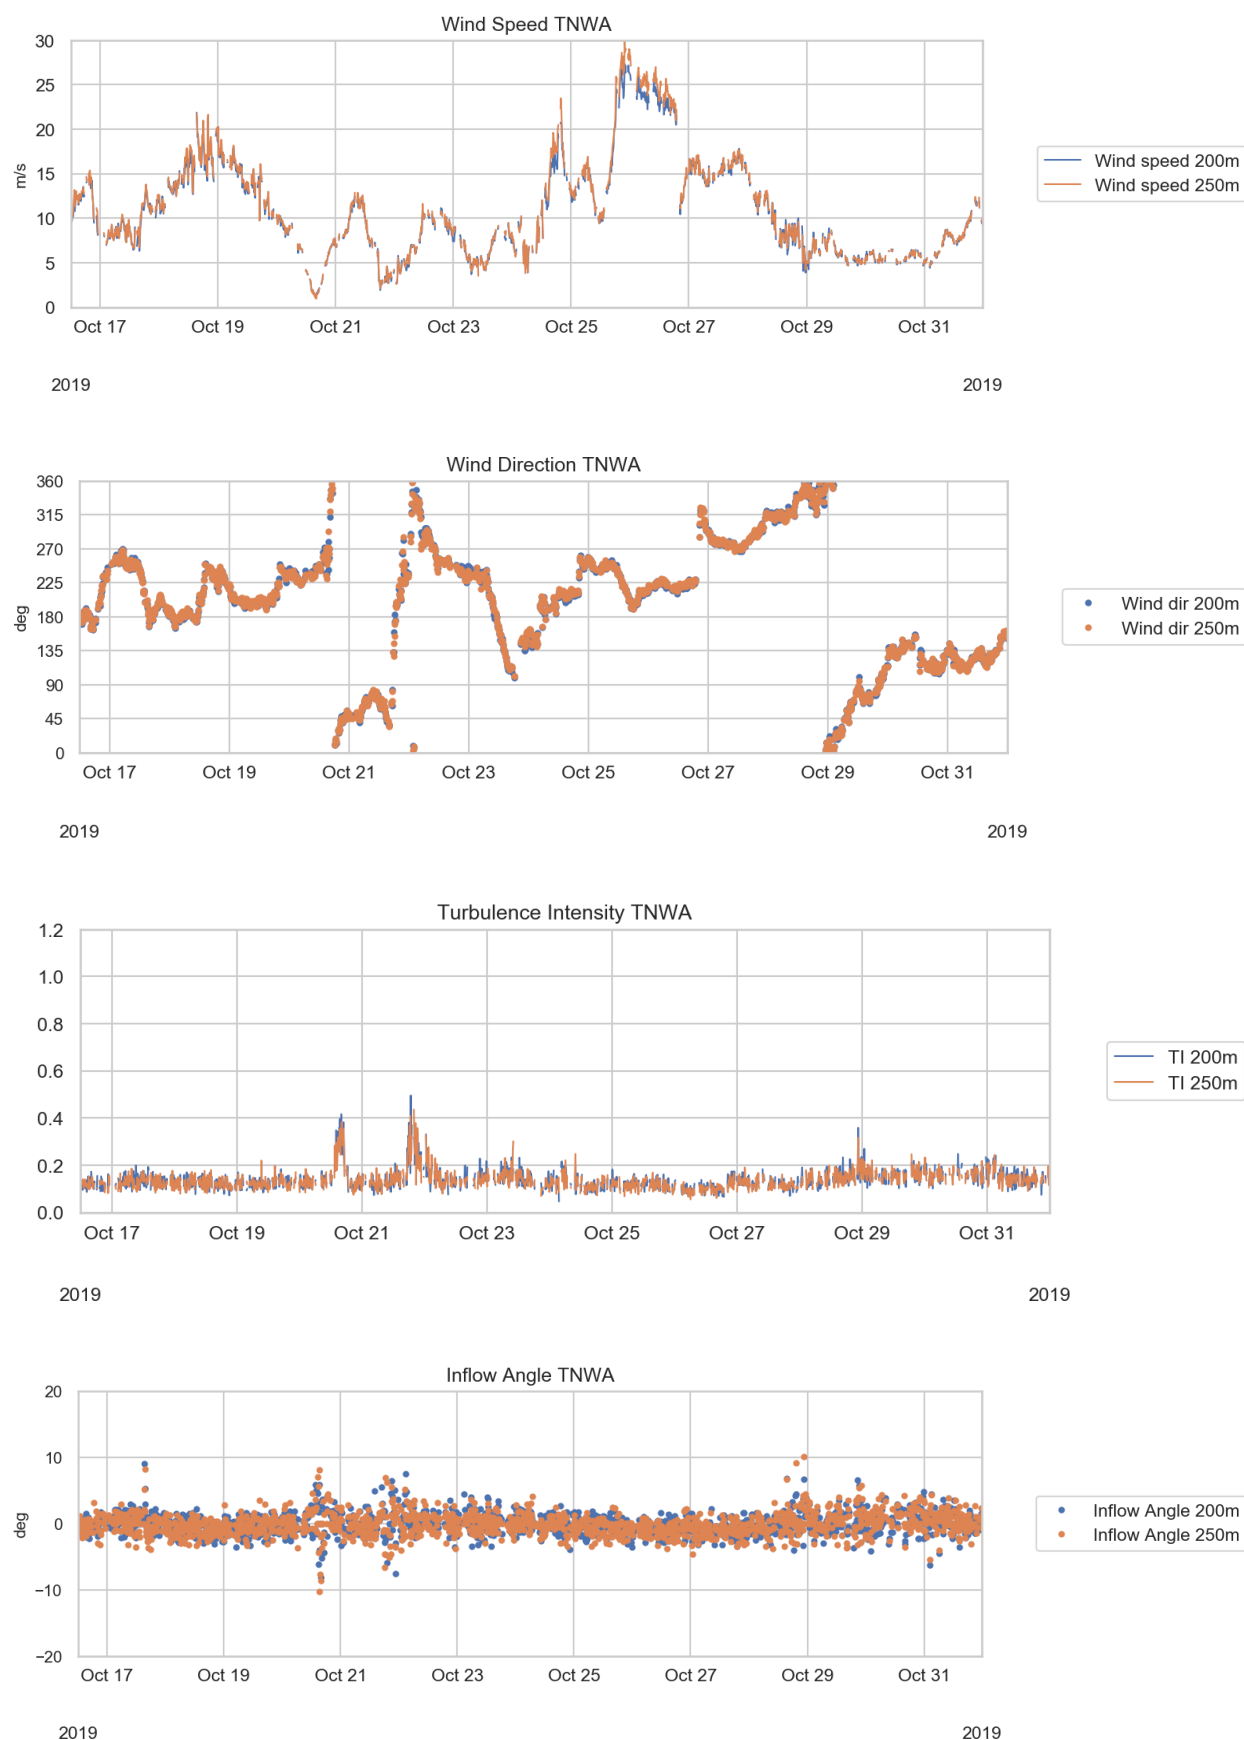 Wind Speed TNWA
30
25
20
15
10
5
0
m/s
Oct 17 Oct 19 Oct 21 Oct 23 Oct 25 Oct 27 Oct 29 Oct 31
2019 2019
Wind speed 200m
Wind speed 250m
Wind Direction TNWA
360
315
270
225
180
135
90
45
0
deg
Oct 17 Oct 19 Oct 21 Oct 23 Oct 25 Oct 27 Oct 29 Oct 31
2019 2019
Wind dir 200m
Wind dir 250m
Turbulence Intensity TNWA
1.2
1.0
0.8
0.6
0.4
0.2
0.0
Oct 17 Oct 19 Oct 21 Oct 23 Oct 25 Oct 27 Oct 29 Oct 31
2019 2019
TI 200m
TI 250m
Inflow Angle TNWA
20
10
0
−10
−20
deg
Oct 17 Oct 19 Oct 21 Oct 23 Oct 25 Oct 27 Oct 29 Oct 31
2019 2019
Inflow Angle 200m
Inflow Angle 250m